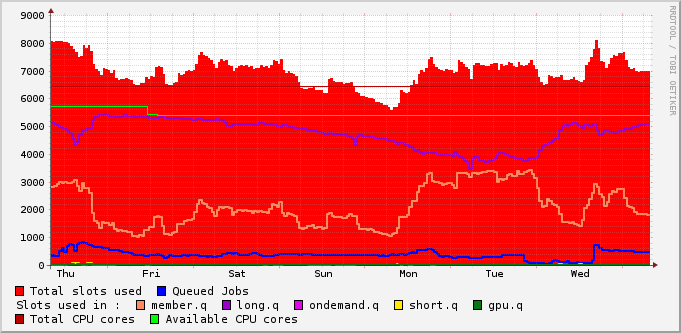 RRDTOOL / TOBI OETIKER
9000
8000
7000
6000
5000
4000
3000
2000
1000
0
Thu Fri Sat Sun Mon Tue Wed
Total slots used Queued Jobs
Slots used in : member.q long.q ondemand.q short.q gpu.q
Total CPU cores Available CPU cores